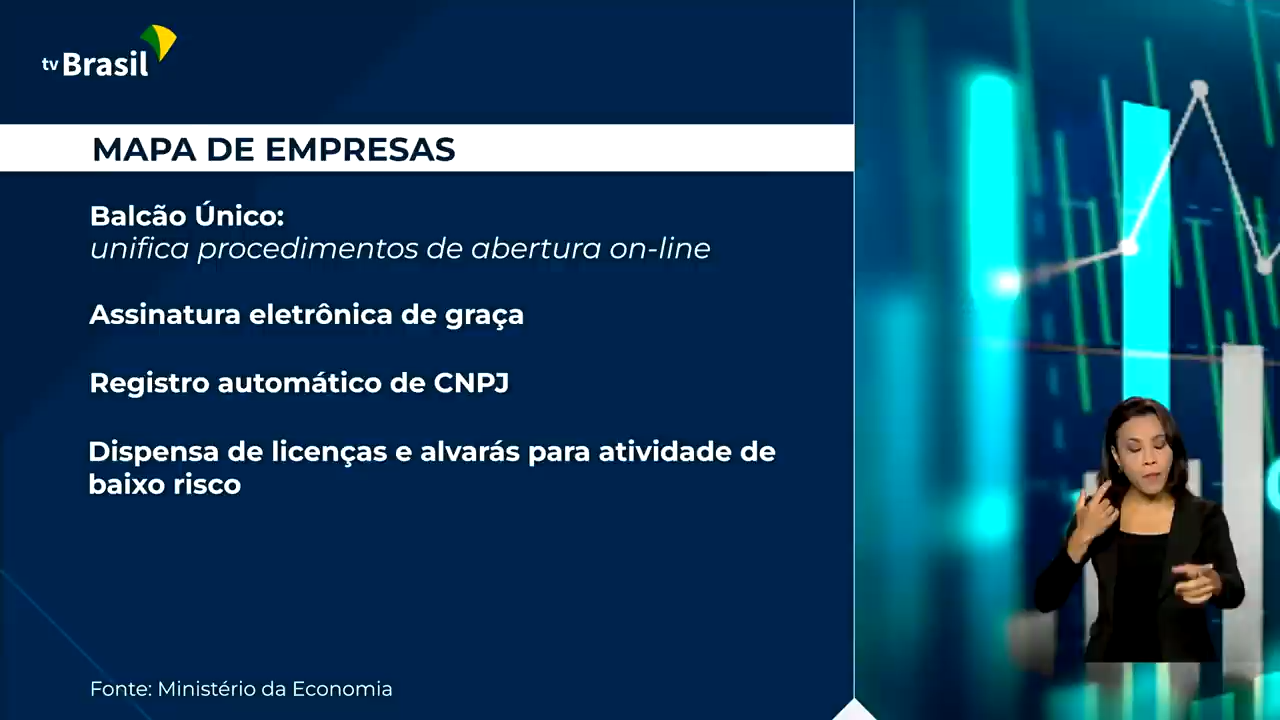 tv Brasil
MAPA DE EMPRESAS
Balcão Único:
unifica procedimentos de abertura on-line
Assinatura eletrônica de graça
Registro automático de CNPJ
Dispensa de licenças e alvarás para atividade de
baixo risco
Fonte: Ministério da Economia